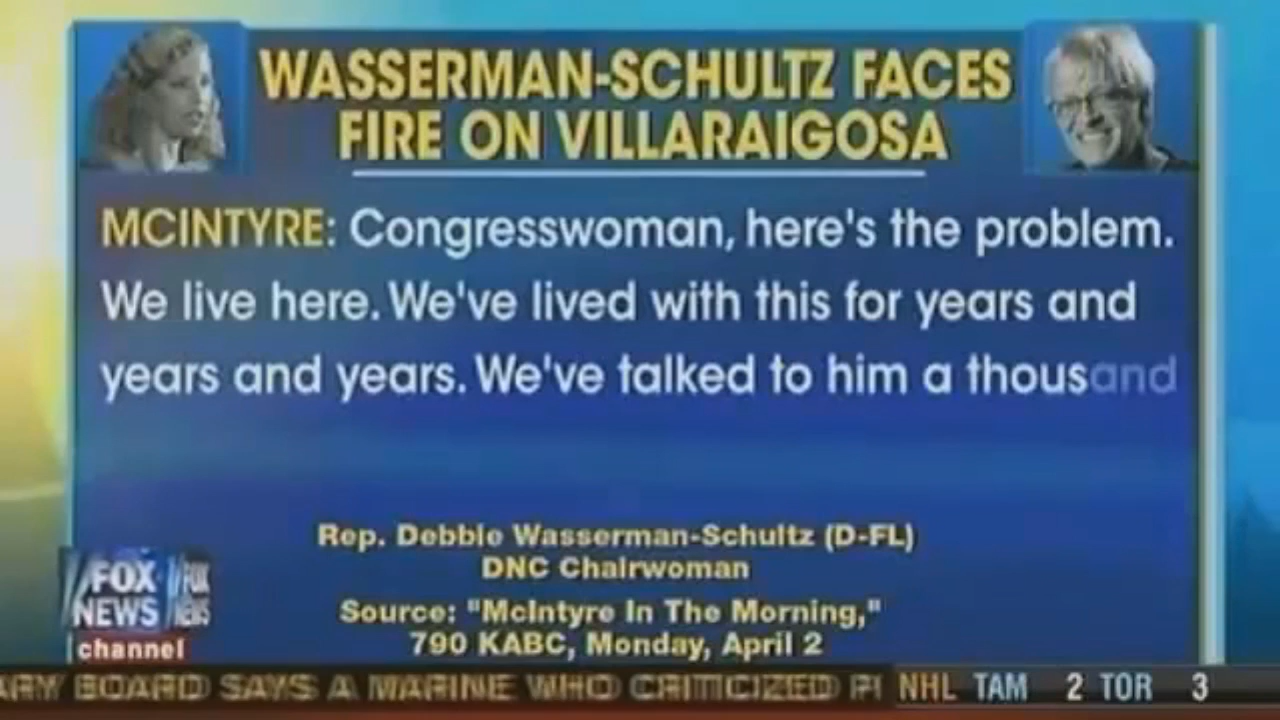 WASSERMAN-SCHULTZ FACES
FIRE ON VILLARAIGOSA
MCINTYRE: Congresswoman, here's the problem.
We live here. We've lived with this for years and
years and years. We've talked to him a thousand
Rep. Debbie Wasserman-Schultz (D-FL)
DNC Chairwoman
Source: "McIntyre In The Morning,"
790 KABC, Monday, April 2
FOX NEWS
FOX NEWS
channel
ARY BOARD SAYS A MARINE WHO CRITICIZED NHL TAM 2 TOR 3